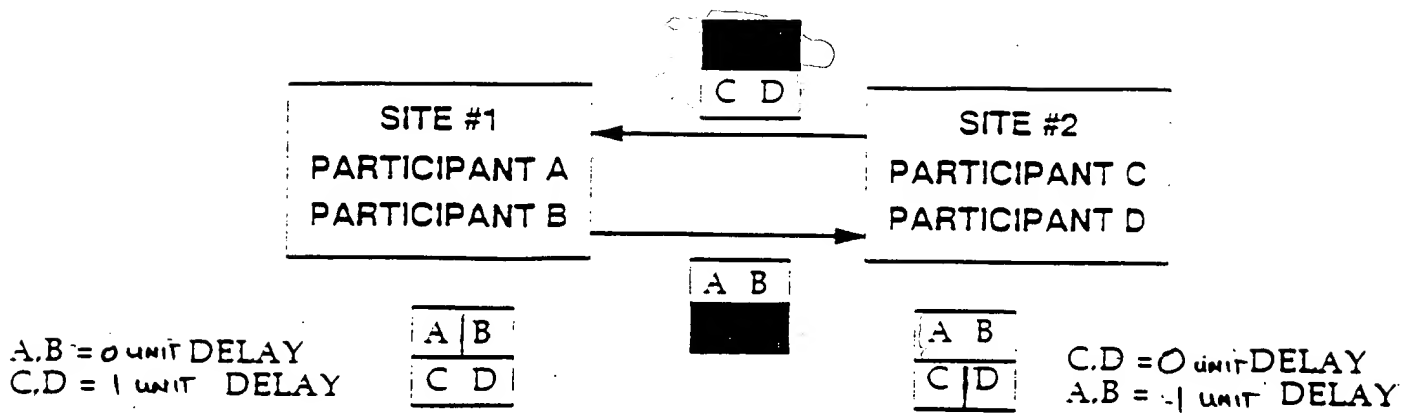 C D
SITE #1
PARTICIPANT A
PARTICIPANT B
SITE #2
PARTICIPANT C
PARTICIPANT D
A B
A B
C D
A,B = 0 UNIT DELAY
C,D = 1 UNIT DELAY
A B
C D
C,D = 0 UNIT DELAY
A,B = -1 UNIT DELAY